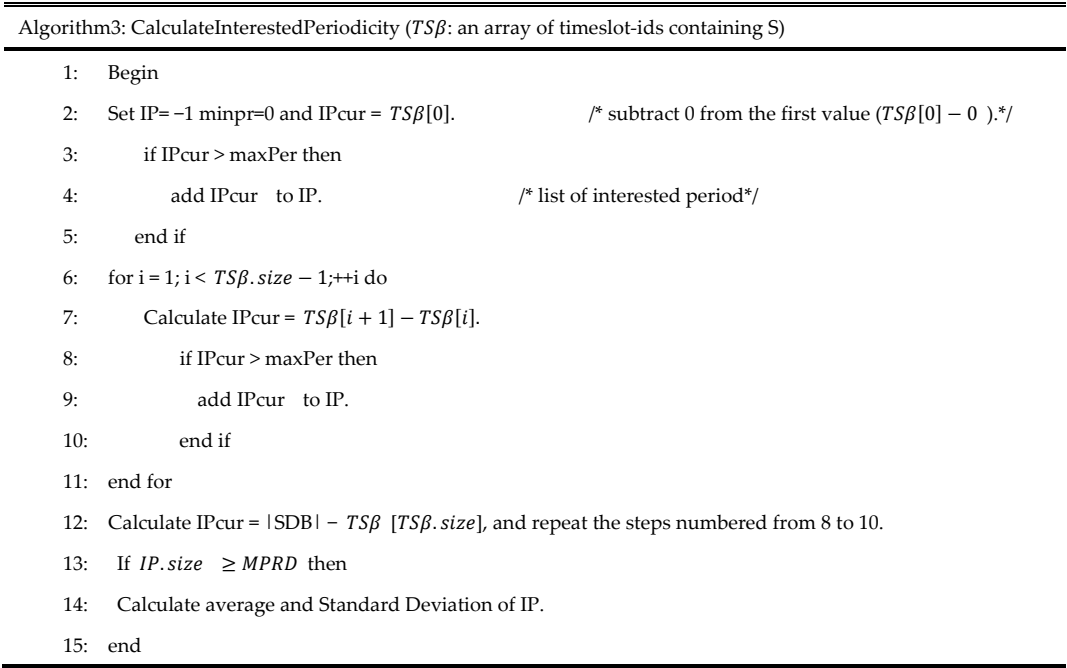 Algorithm3: CalculateInterestedPeriodicity (TSβ: an array of timeslot-ids containing S)
1: Begin
2: Set IP= −1 minpr=0 and IPcur = TSβ[0]. /* subtract 0 from the first value (TSβ[0] − 0 ).*/
3: if IPcur > maxPer then
4: add IPcur to IP. /* list of interested period*/
5: end if
6: for i = 1; i < TSβ.size − 1;++i do
7: Calculate IPcur = TSβ[i + 1] − TSβ[i].
8: if IPcur > maxPer then
9: add IPcur to IP.
10: end if
11: end for
12: Calculate IPcur = |SDB| − TSβ [TSβ.size], and repeat the steps numbered from 8 to 10.
13: If IP.size ≥ MPRD then
14: Calculate average and Standard Deviation of IP.
15: end